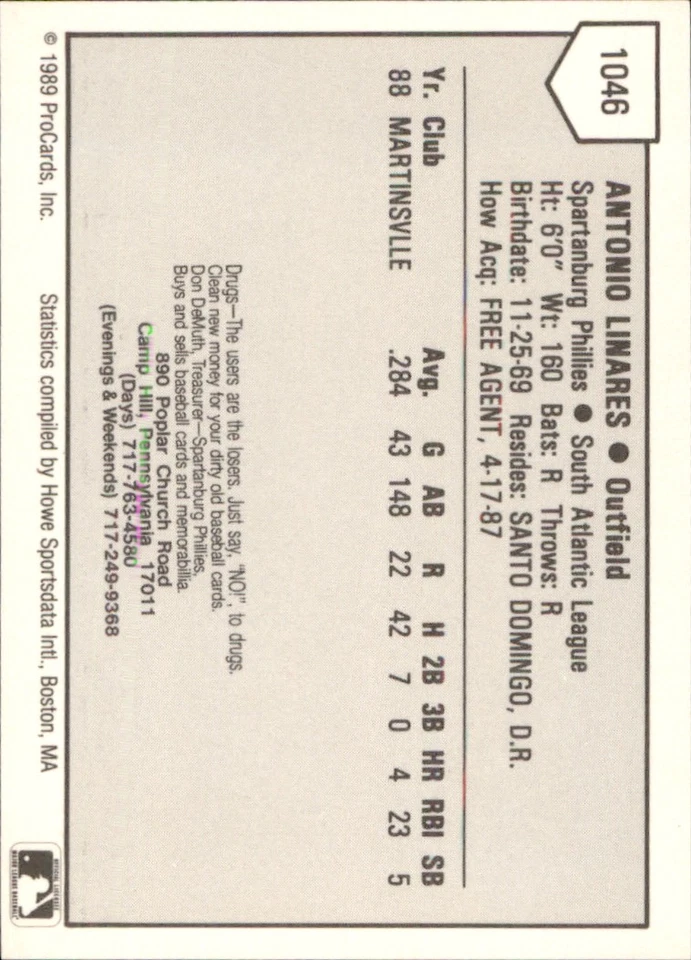 1046
ANTONIO LINARES ● Outfield
Spartanburg Phillies ● South Atlantic League
Ht: 6'0" Wt: 160 Bats: R Throws: R
Birthdate: 11-25-69 Resides: SANTO DOMINGO, D.R.
How Acq: FREE AGENT, 4-17-87
Yr. Club Avg. G AB R H 2B 3B HR RBI SB
88 MARTINSVLLE .284 43 148 22 42 7 0 4 23 5
Drugs—The users are the losers. Just say, "NO!", to drugs.
Clean new money for your dirty old baseball cards.
Don DeMuth, Treasurer—Spartanburg Phillies,
Buys and sells baseball cards and memorabilia.
890 Poplar Church Road
Camp Hill, Pennsylvania 17011
(Days) 717-763-4580
(Evenings & Weekends) 717-249-9368
© 1989 ProCards, Inc. Statistics compiled by Howe Sportsdata Intl., Boston, MA
OFFICIAL LICENSEE
MAJOR LEAGUE BASEBALL